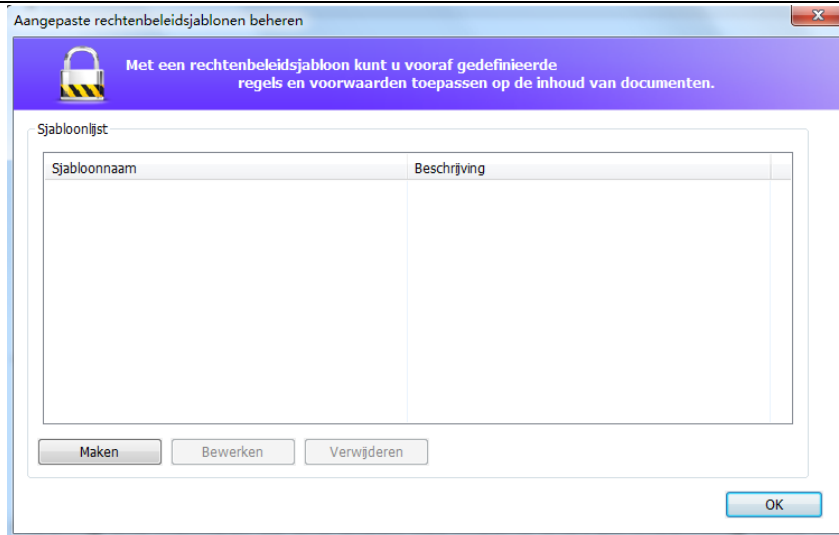 Aangepaste rechtenbeleidsjablonen beheren
Met een rechtenbeleidsjabloon kunt u vooraf gedefinieerde
regels en voorwaarden toepassen op de inhoud van documenten.
Sjabloonlijst
Sjabloonnaam Beschrijving
Maken Bewerken Verwijderen
OK